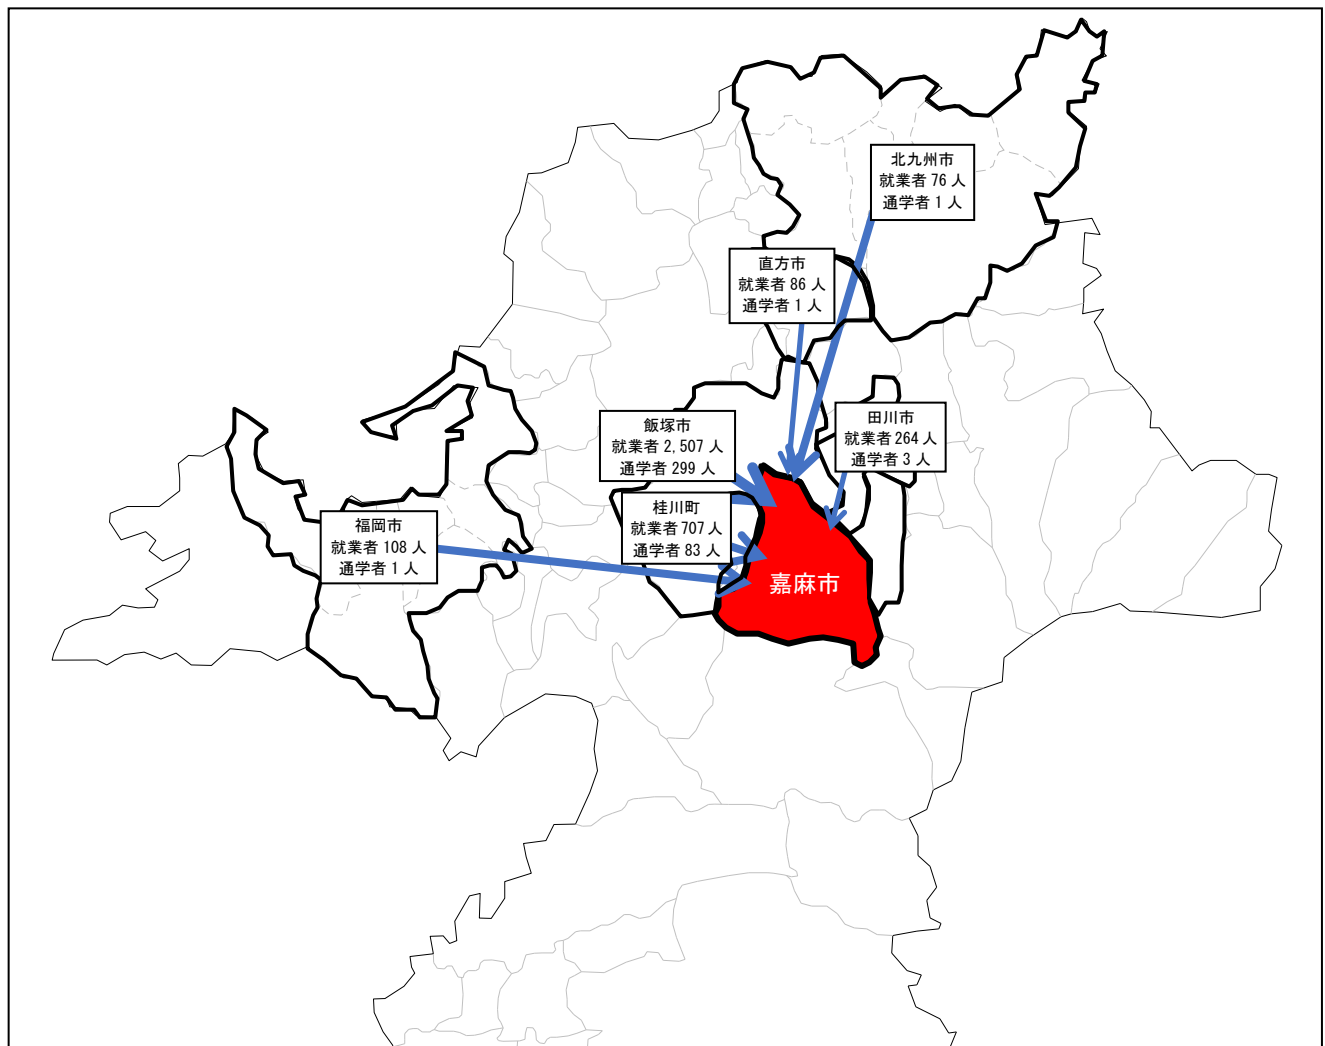 北九州市
就業者 76 人
通学者 1 人
直方市
就業者 86 人
通学者 1 人
飯塚市
就業者 2,507 人
通学者 299 人
田川市
就業者 264 人
通学者 3 人
桂川町
就業者 707 人
通学者 83 人
福岡市
就業者 108 人
通学者 1 人
嘉麻市